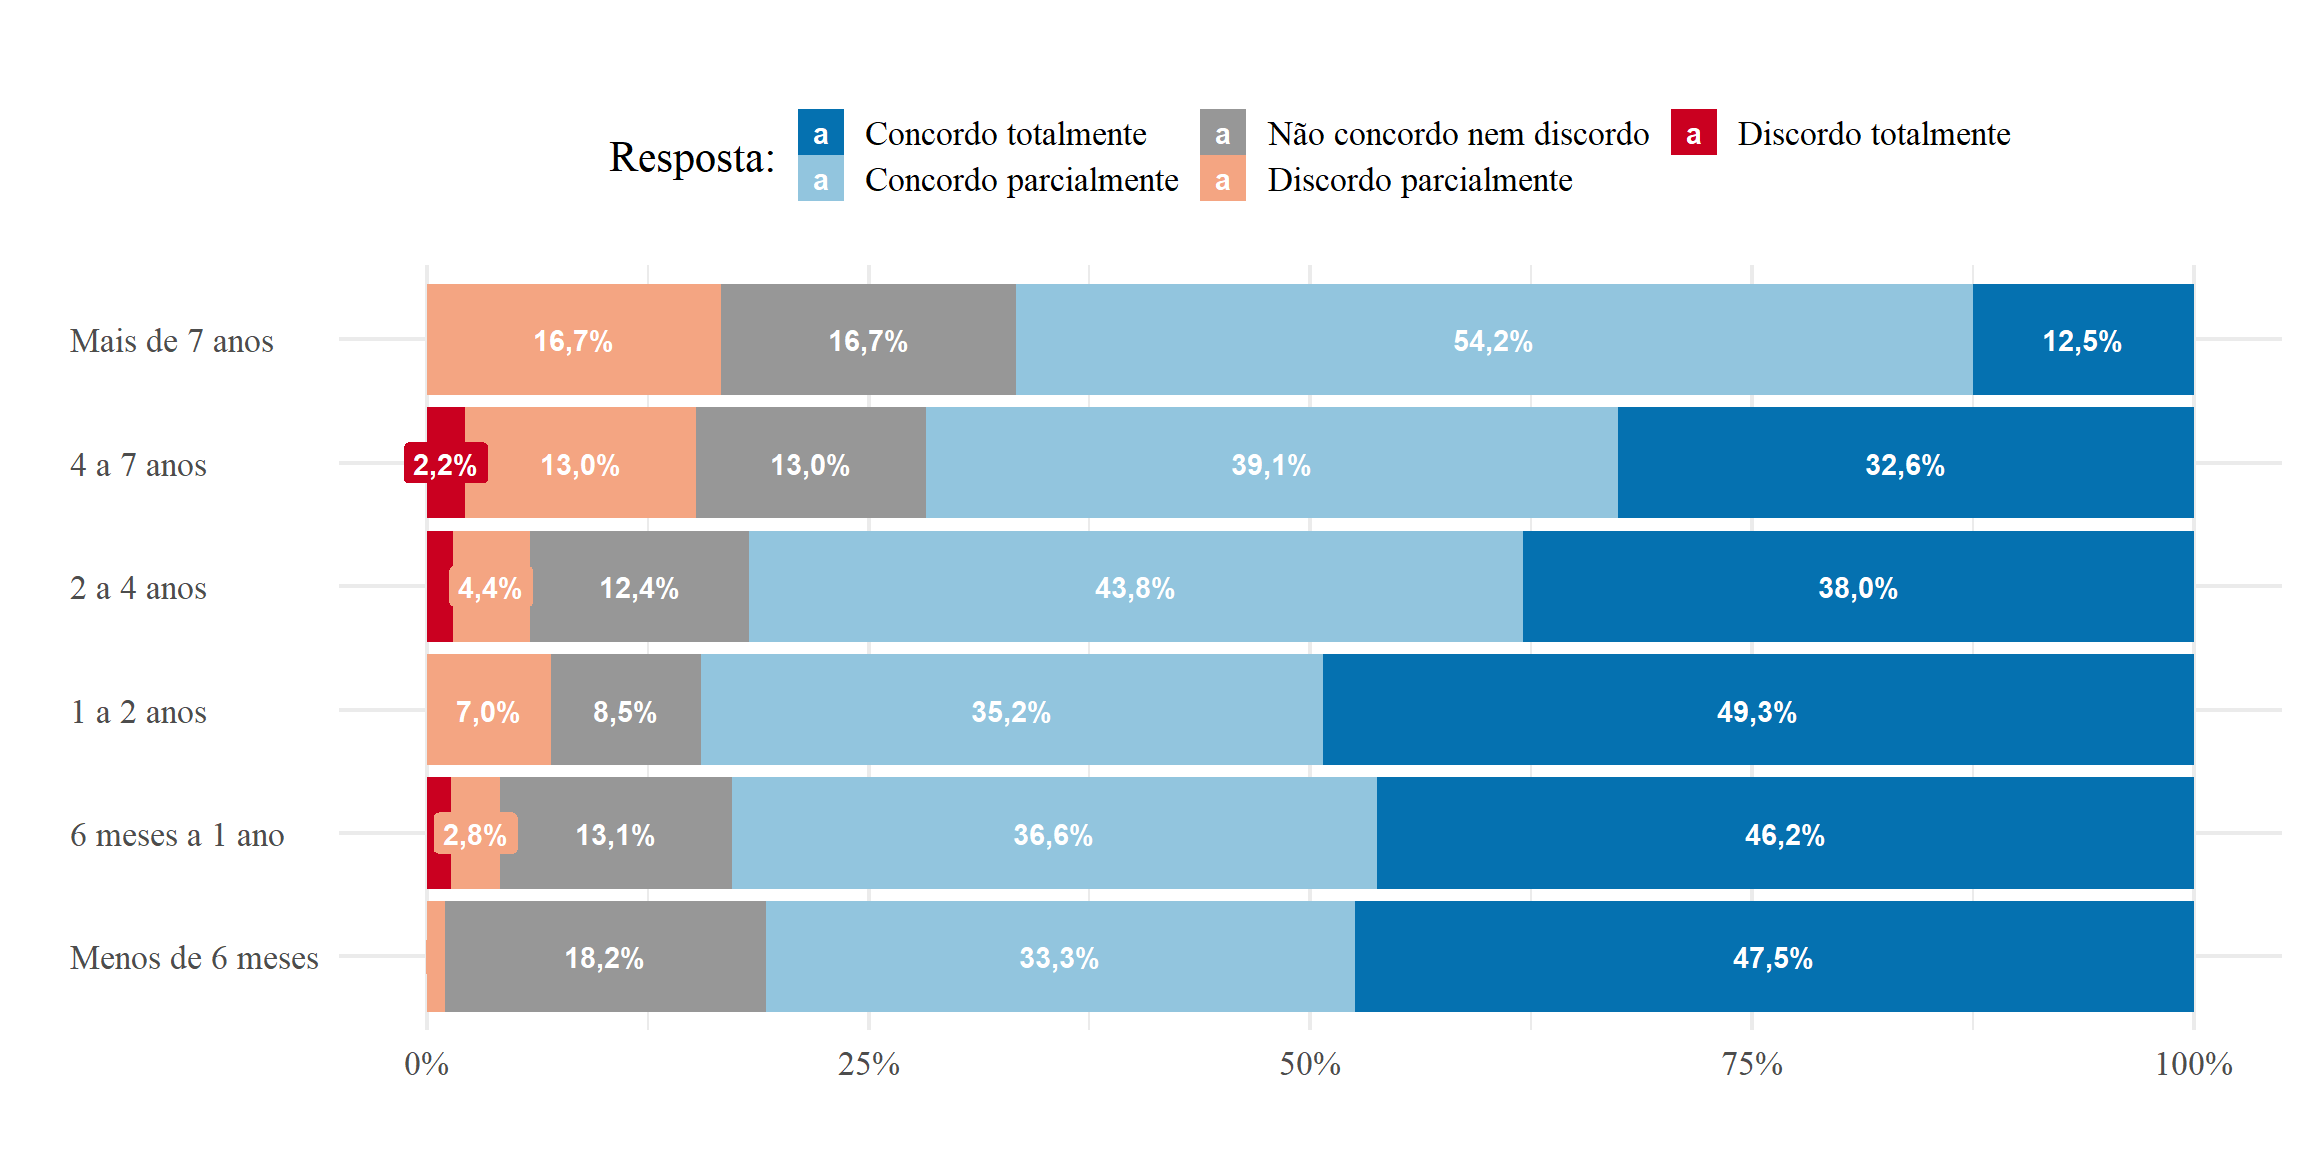 Resposta:
a Concordo totalmente a Não concordo nem discordo a Discordo totalmente
a Concordo parcialmente a Discordo parcialmente
Mais de 7 anos 16,7% 16,7% 54,2% 12,5%
4 a 7 anos 2,2% 13,0% 13,0% 39,1% 32,6%
2 a 4 anos 4,4% 12,4% 43,8% 38,0%
1 a 2 anos 7,0% 8,5% 35,2% 49,3%
6 meses a 1 ano 2,8% 13,1% 36,6% 46,2%
Menos de 6 meses 18,2% 33,3% 47,5%
0% 25% 50% 75% 100%